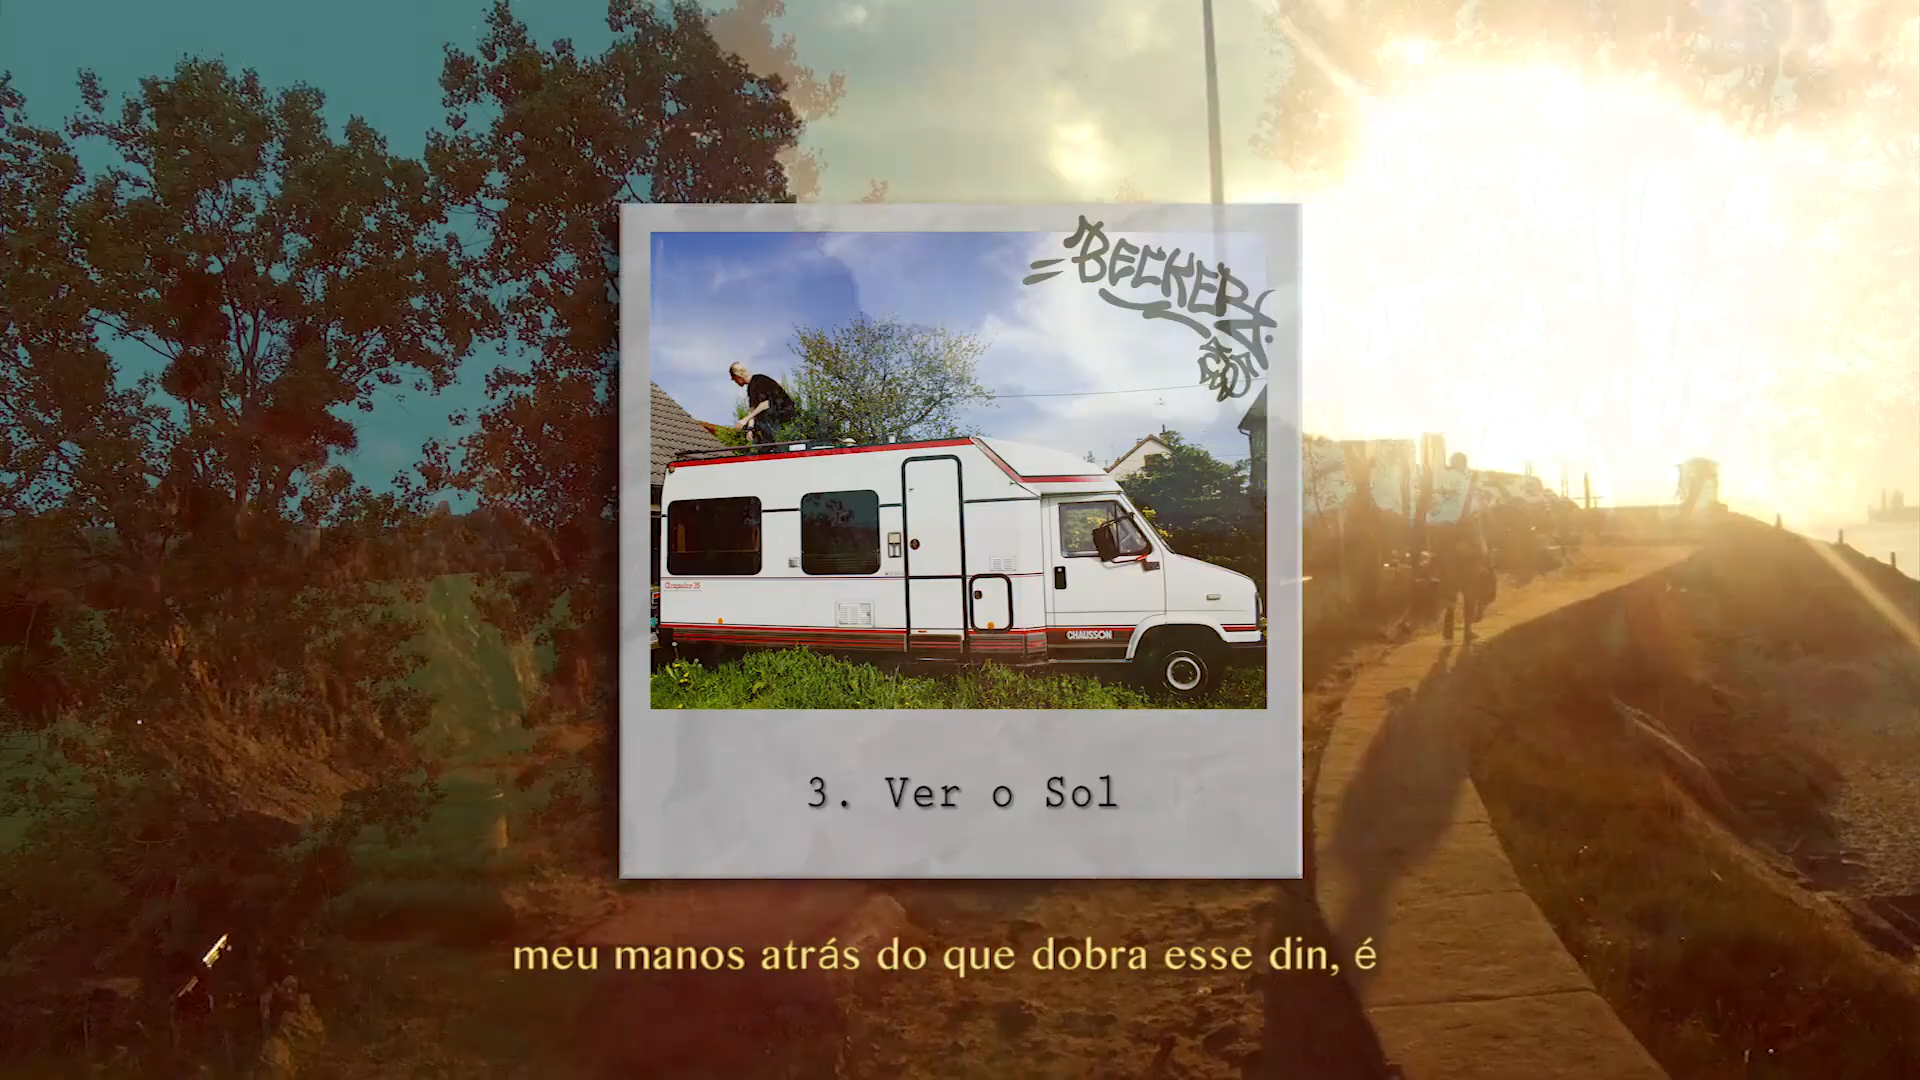 BECKER
CHAUSSON
3. Ver o Sol
meu manos atrás do que dobra esse din, é